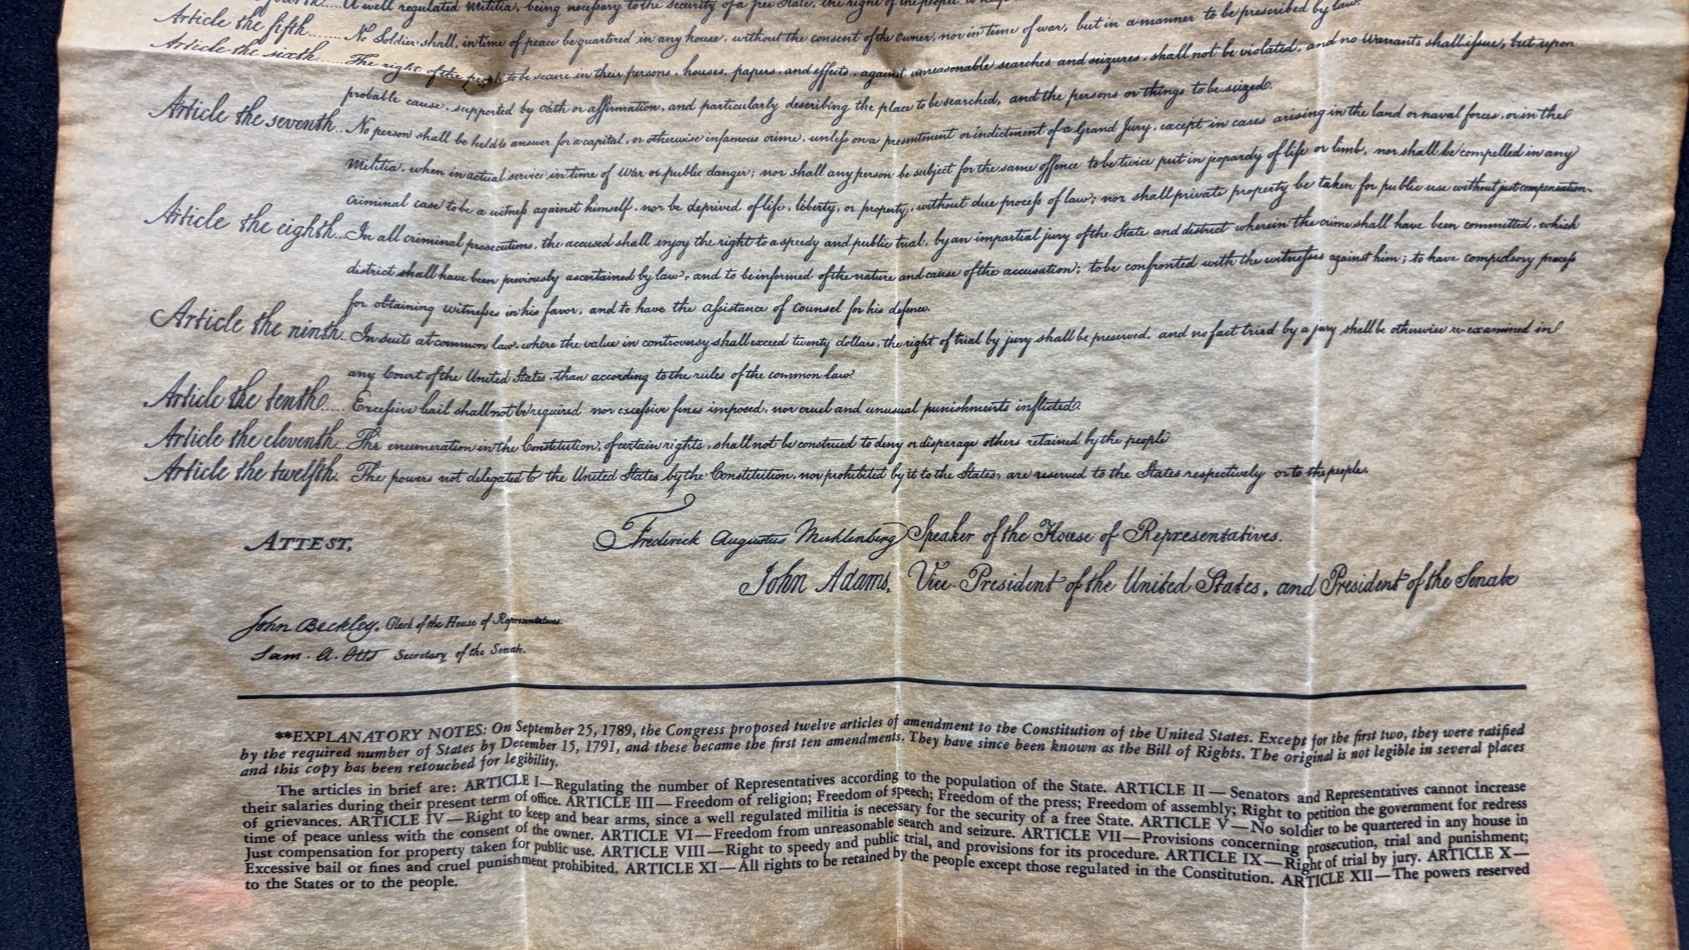 A well regulated Militia, being necessary to the security of a free State, the right of the people
Article the fifth........ No Soldier shall, in time of peace be quartered in any house, without the consent of the owner, nor in time of war, but in a manner to be prescribed by law.
Article the sixth.... The right of the people to be secure in their persons, houses, papers, and effects, against unreasonable searches and seizures, shall not be violated, and no Warrants shall issue, but upon
probable cause, supported by oath or affirmation, and particularly describing the place to be searched, and the persons or things to be seized.
Article the seventh... No person shall be held to answer for a capital, or otherwise infamous crime, unless on a presentment or indictment of a Grand Jury, except in cases arising in the land or naval forces, or in the
Militia, when in actual service in time of War or public danger; nor shall any person be subject for the same offence to be twice put in jeopardy of life or limb, nor shall be compelled in any
criminal case to be a witness against himself, nor be deprived of life, liberty, or property, without due process of law; nor shall private property be taken for public use without just compensation.
Article the eighth... In all criminal prosecutions, the accused shall enjoy the right to a speedy and public trial, by an impartial jury of the State and district wherein the crime shall have been committed, which
district shall have been previously ascertained by law, and to be informed of the nature and cause of the accusation; to be confronted with the witnesses against him; to have compulsory process
for obtaining witnesses in his favor, and to have the assistance of counsel for his defence.
Article the ninth... In suits at common law, where the value in controversy shall exceed twenty dollars, the right of trial by jury shall be preserved, and no fact tried by a jury shall be otherwise re-examined in
any Court of the United States, than according to the rules of the common law.
Article the tenth..... Excessive bail shall not be required nor excessive fines imposed, nor cruel and unusual punishments inflicted.
Article the eleventh. The enumeration in the Constitution, of certain rights, shall not be construed to deny or disparage others retained by the people
Article the twelfth. The powers not delegated to the United States by the Constitution, nor prohibited by it to the States, are reserved to the States respectively or to the people.
ATTEST,
Frederick Augustus Muhlenberg Speaker of the House of Representatives.
John Adams, Vice-President of the United States, and President of the Senate
John Beckley, Clerk of the House of Representatives.
Sam. A. Otis Secretary of the Senate.
**EXPLANATORY NOTES: On September 25, 1789, the Congress proposed twelve articles of amendment to the Constitution of the United States. Except for the first two, they were ratified
by the required number of States by December 15, 1791, and these became the first ten amendments. They have since been known as the Bill of Rights. The original is not legible in several places
and this copy has been retouched for legibility.
The articles in brief are: ARTICLE I—Regulating the number of Representatives according to the population of the State. ARTICLE II — Senators and Representatives cannot increase
their salaries during their present term of office. ARTICLE III — Freedom of religion; Freedom of speech; Freedom of the press; Freedom of assembly; Right to petition the government for redress
of grievances. ARTICLE IV—Right to keep and bear arms, since a well regulated militia is necessary for the security of a free State. ARTICLE V—No soldier to be quartered in any house in
time of peace unless with the consent of the owner. ARTICLE VI—Freedom from unreasonable search and seizure. ARTICLE VII—Provisions concerning prosecution, trial and punishment;
Just compensation for property taken for public use. ARTICLE VIII—Right to speedy and public trial, and provisions for its procedure. ARTICLE IX—Right of trial by jury. ARTICLE X—
Excessive bail or fines and cruel punishment prohibited. ARTICLE XI—All rights to be retained by the people except those regulated in the Constitution. ARTICLE XII—The powers reserved
to the States or to the people.